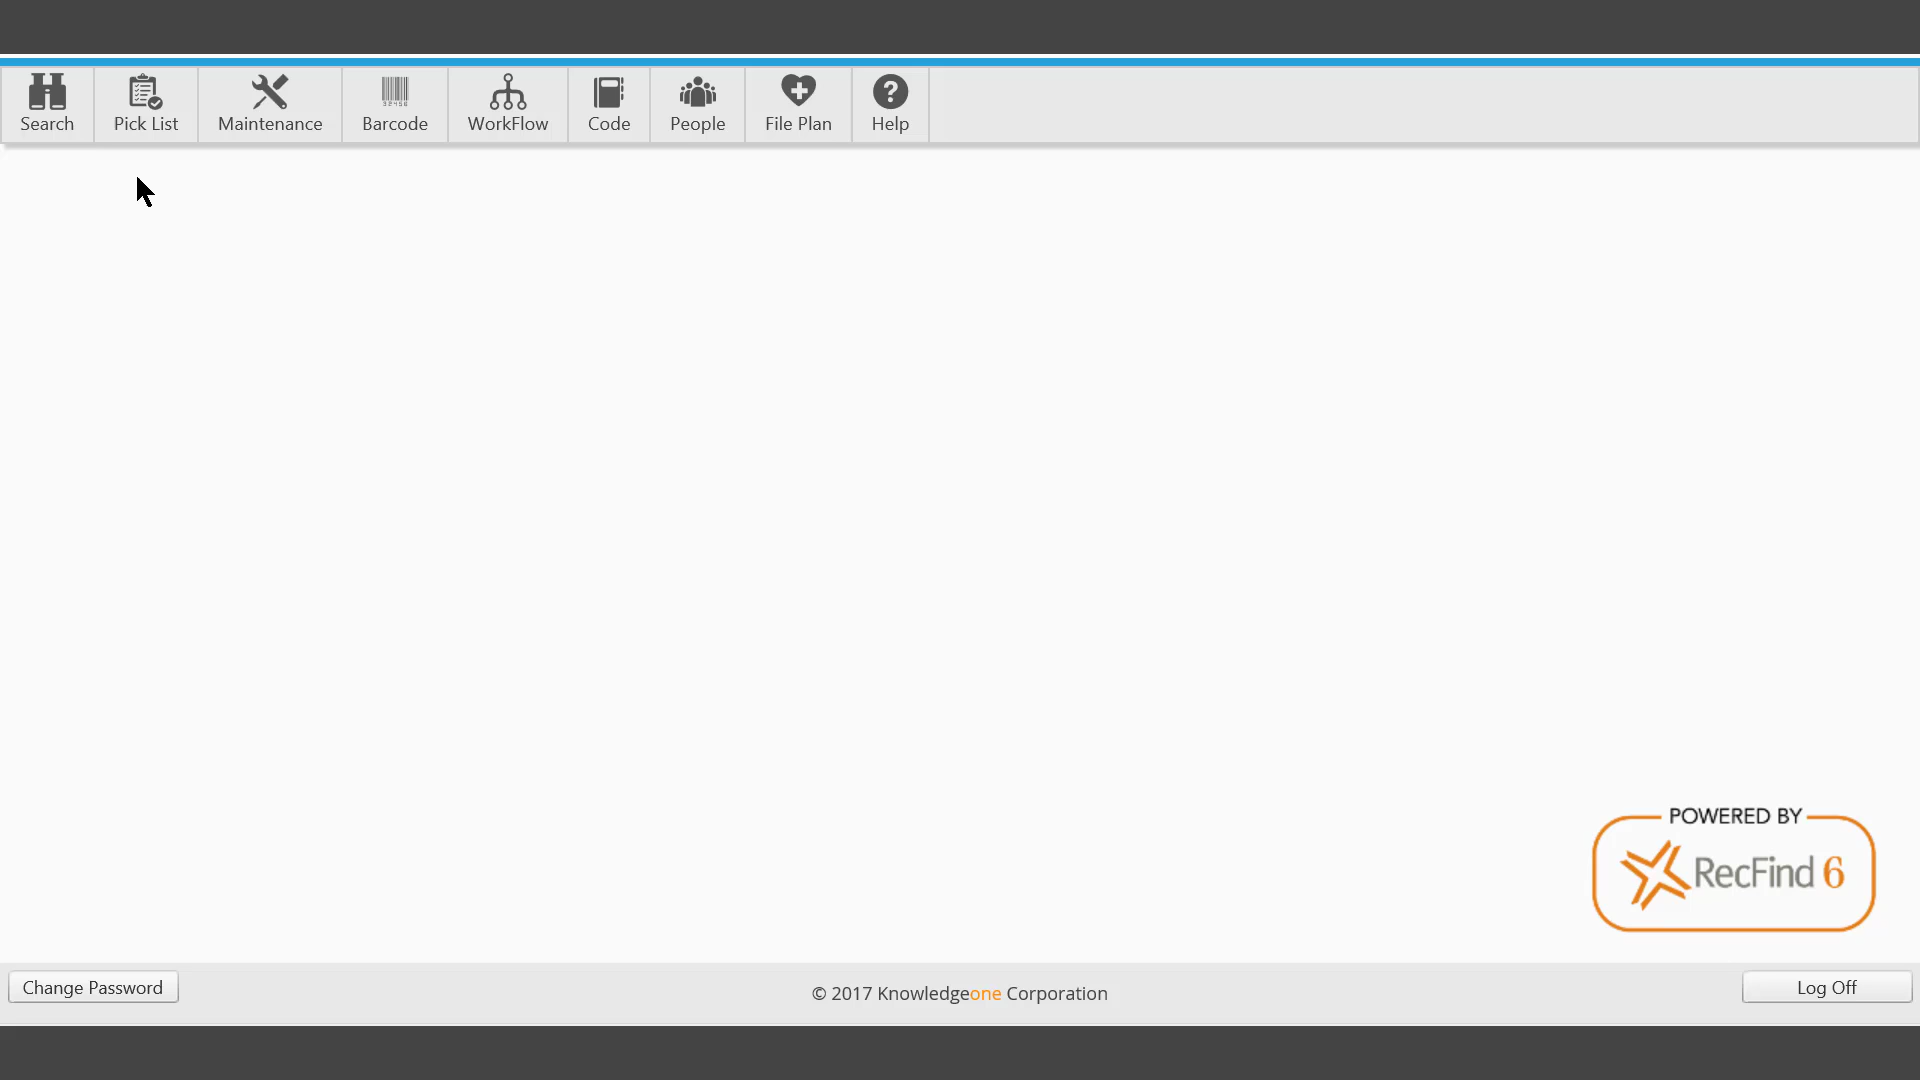 Search
Pick List
Maintenance
Barcode
WorkFlow
Code
People
File Plan
Help
POWERED BY
RecFind 6
Change Password
© 2017 Knowledgeone Corporation
Log Off